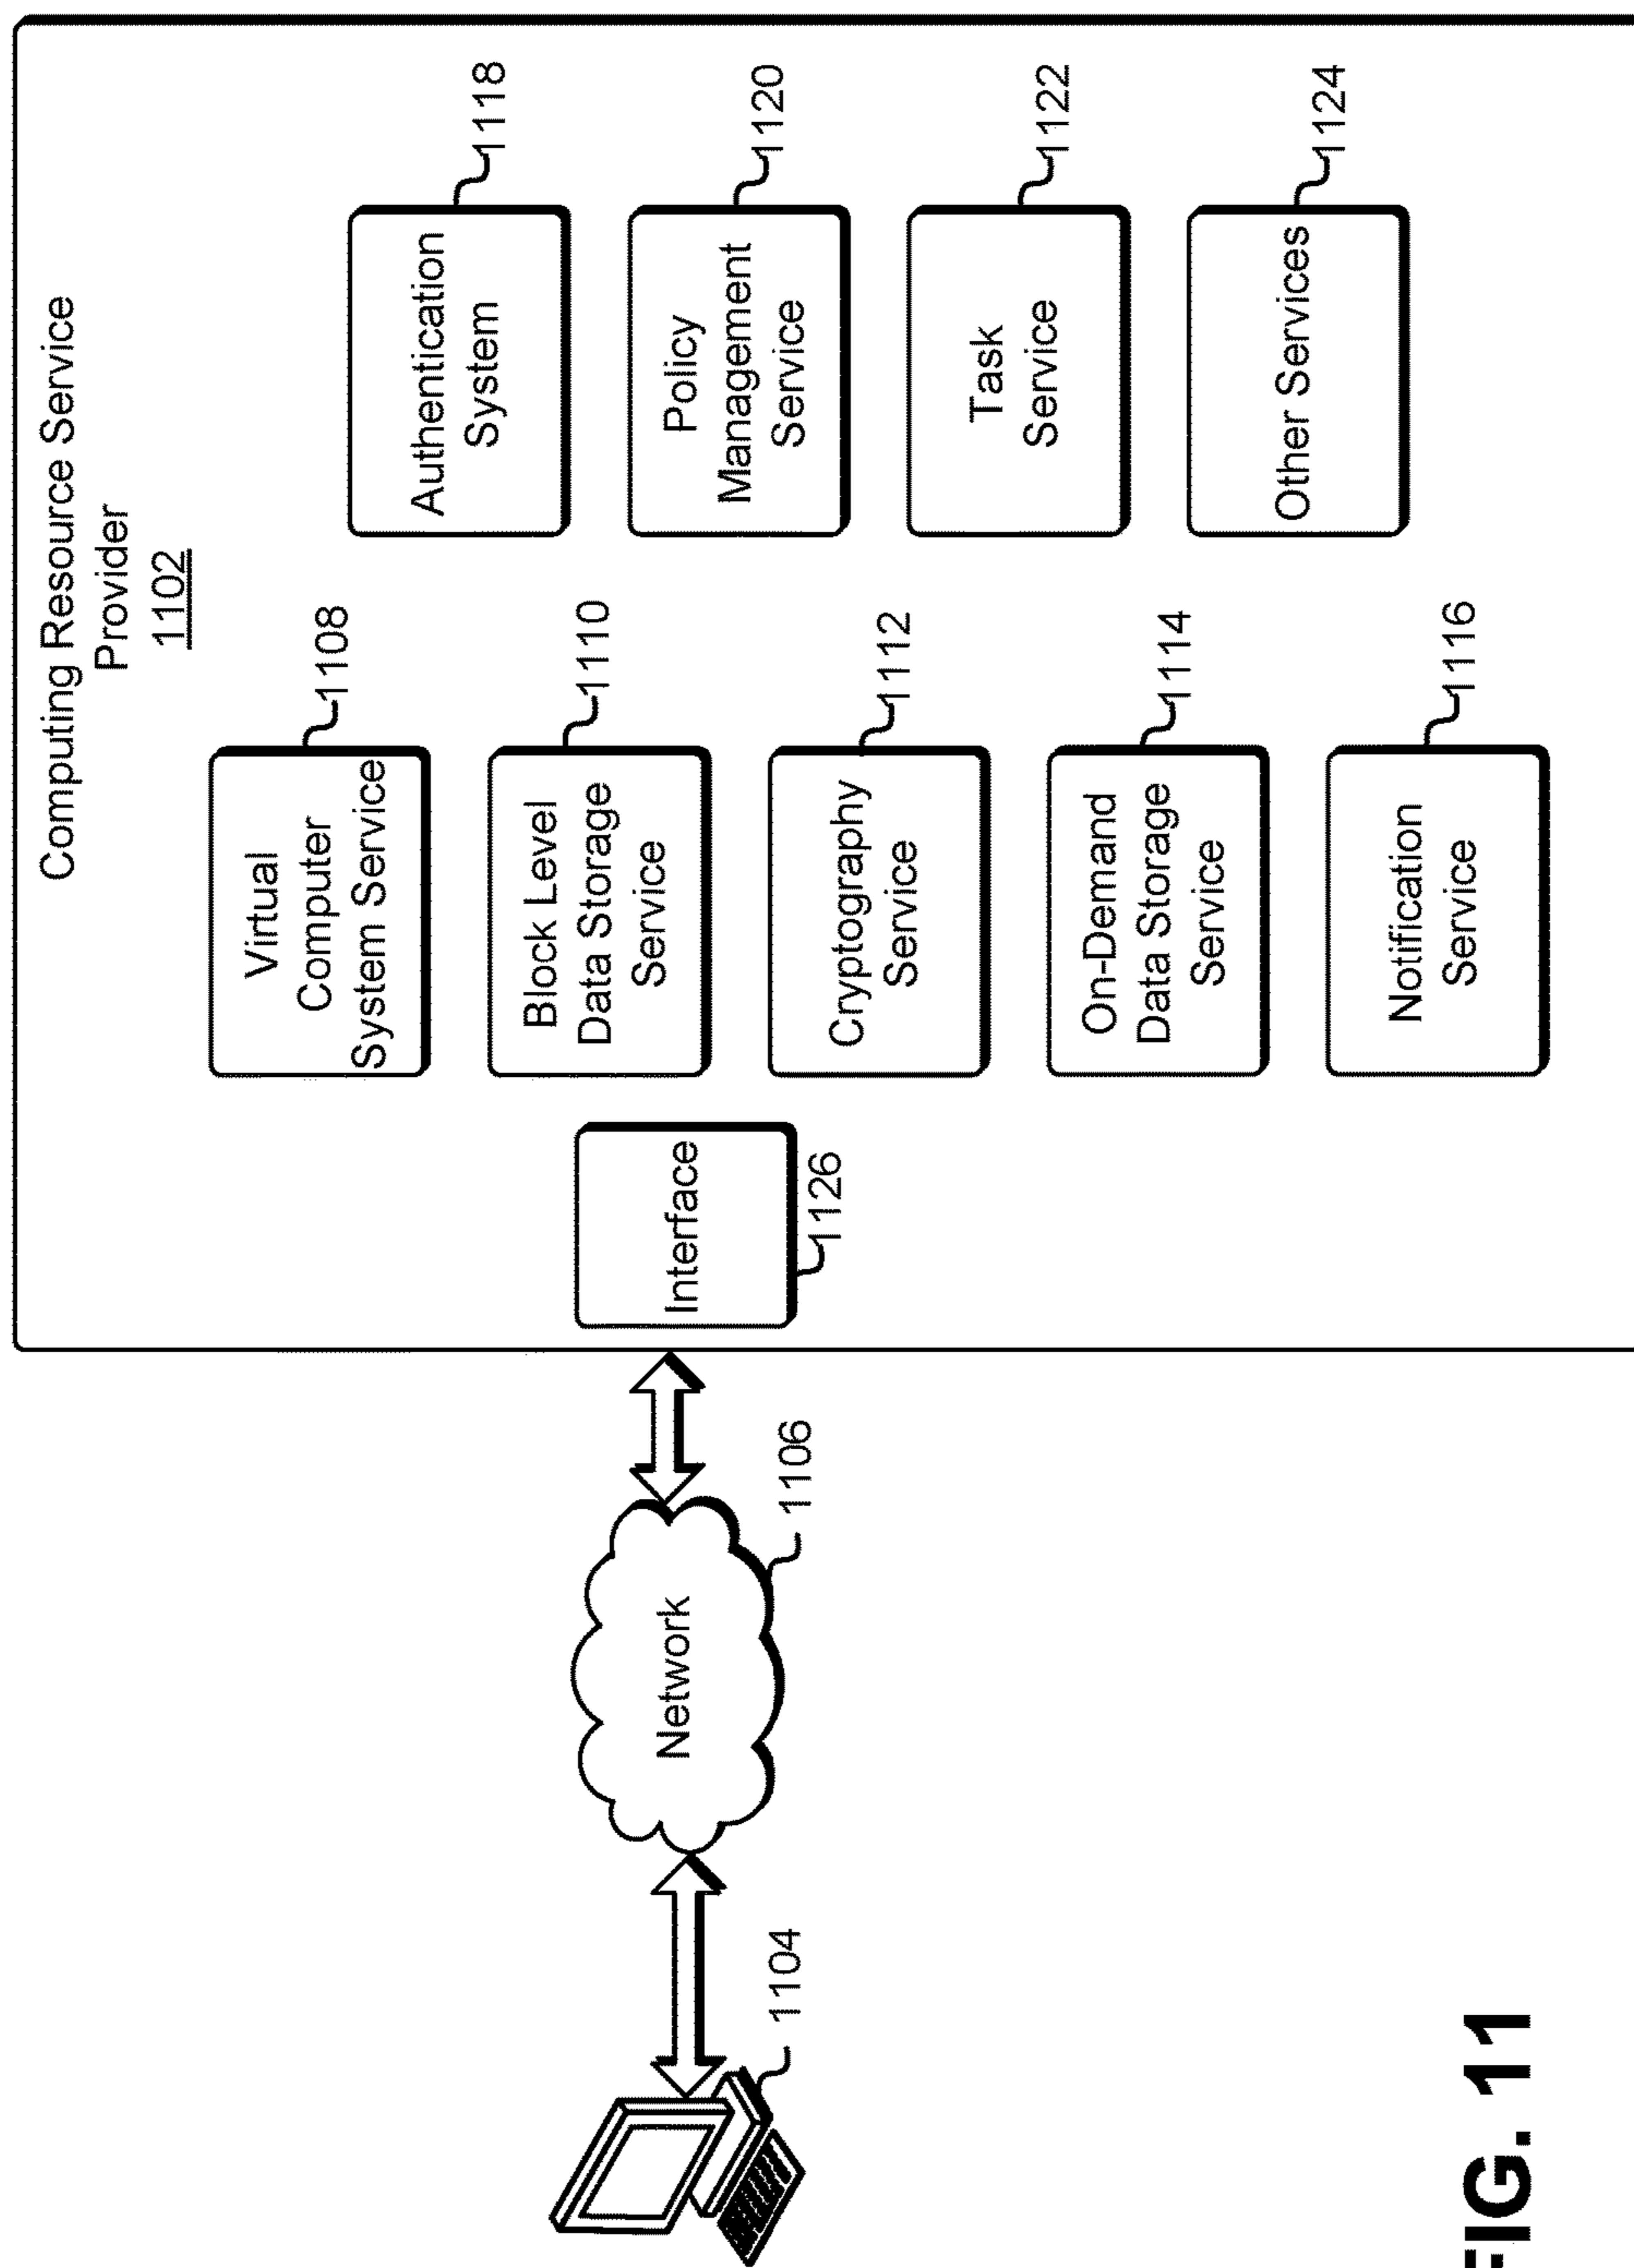 Computing Resource Service
Provider
1102
Virtual
Computer
System Service
1108
Authentication
System
1118
Block Level
Data Storage
Service
1110
Policy
Management
Service
1120
Interface
1126
Network
1106
1104
Cryptography
Service
1112
Task
Service
1122
On-Demand
Data Storage
Service
1114
Other Services
1124
Notification
Service
1116
FIG. 11